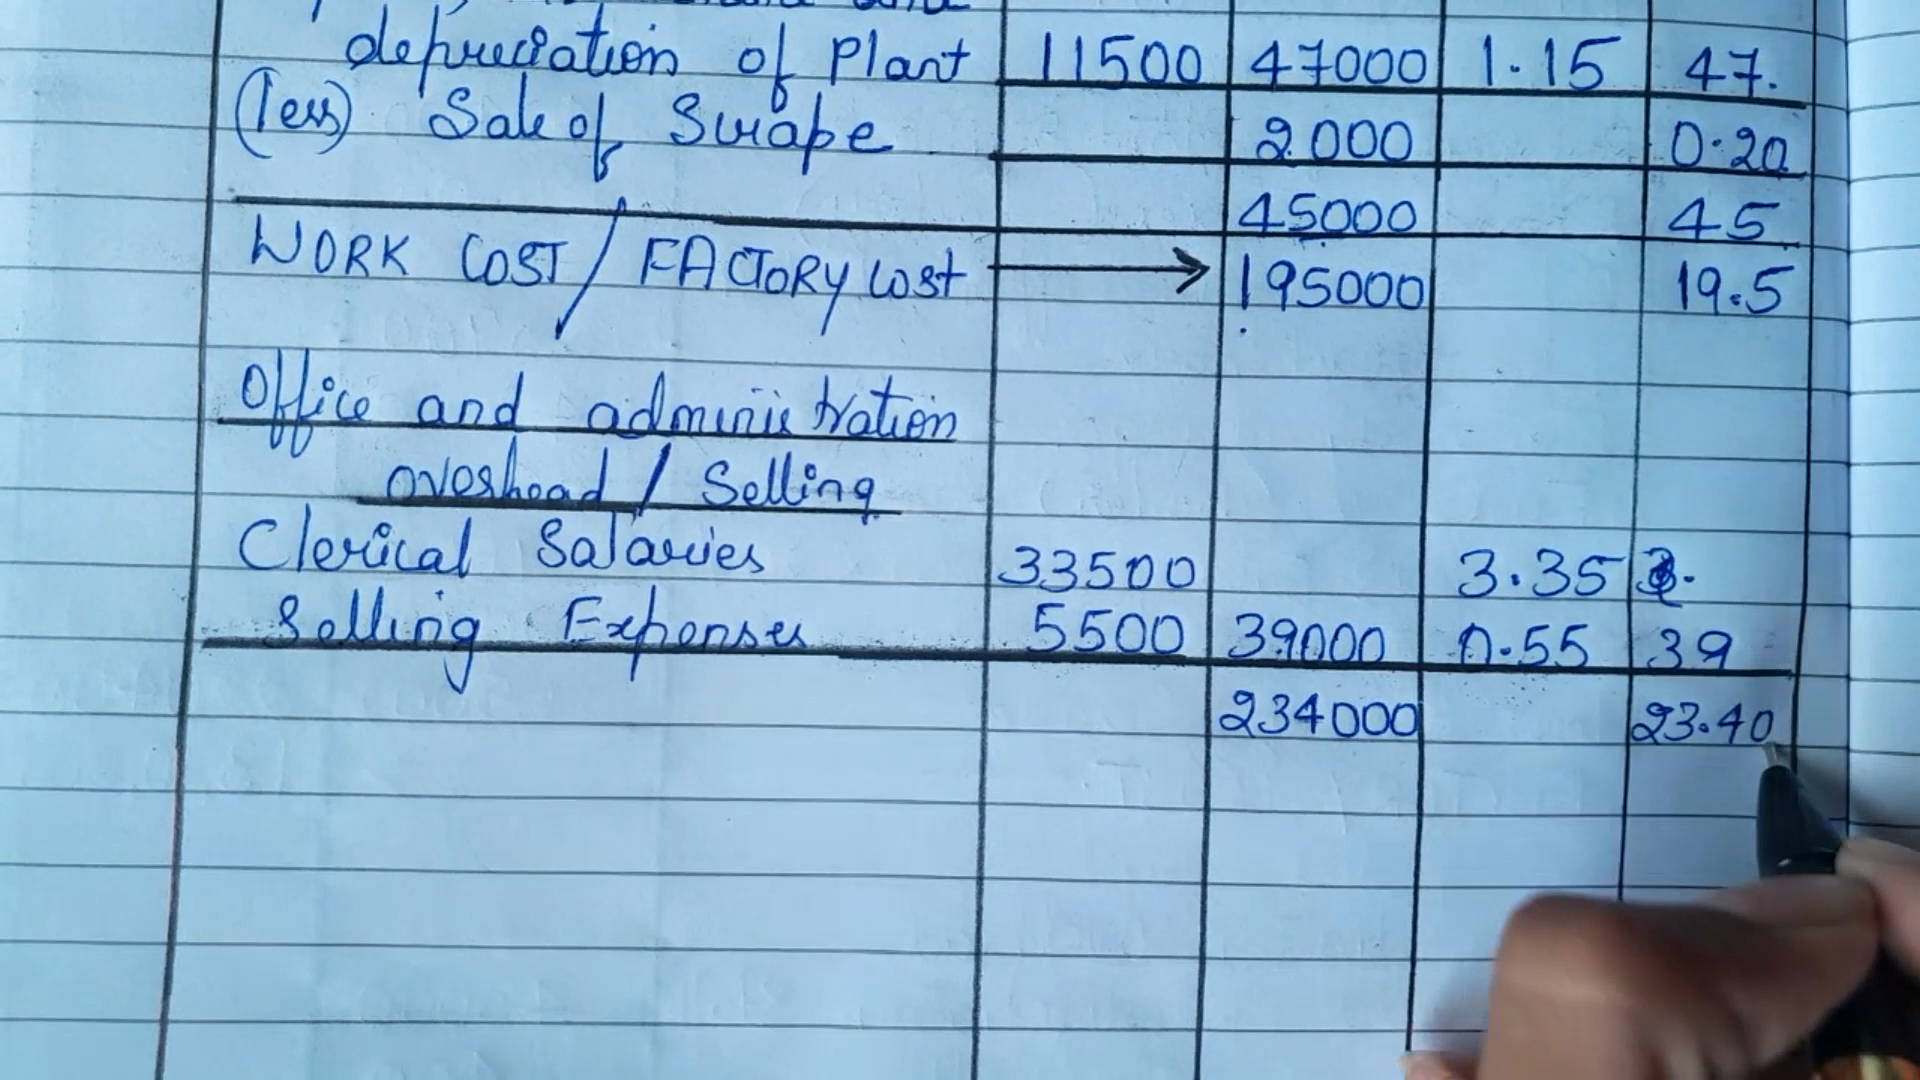 depreciation of Plant 11500 47000 1.15 47.
(less) Sale of Scrape 2000 0.20
45000 45
WORK COST / FACTORY Cost → 195000 19.5
Office and administration
overhead / Selling
Clerical Salaries 33500 3.35
Selling Expenses 5500 39000 0.55 39
234000 23.40